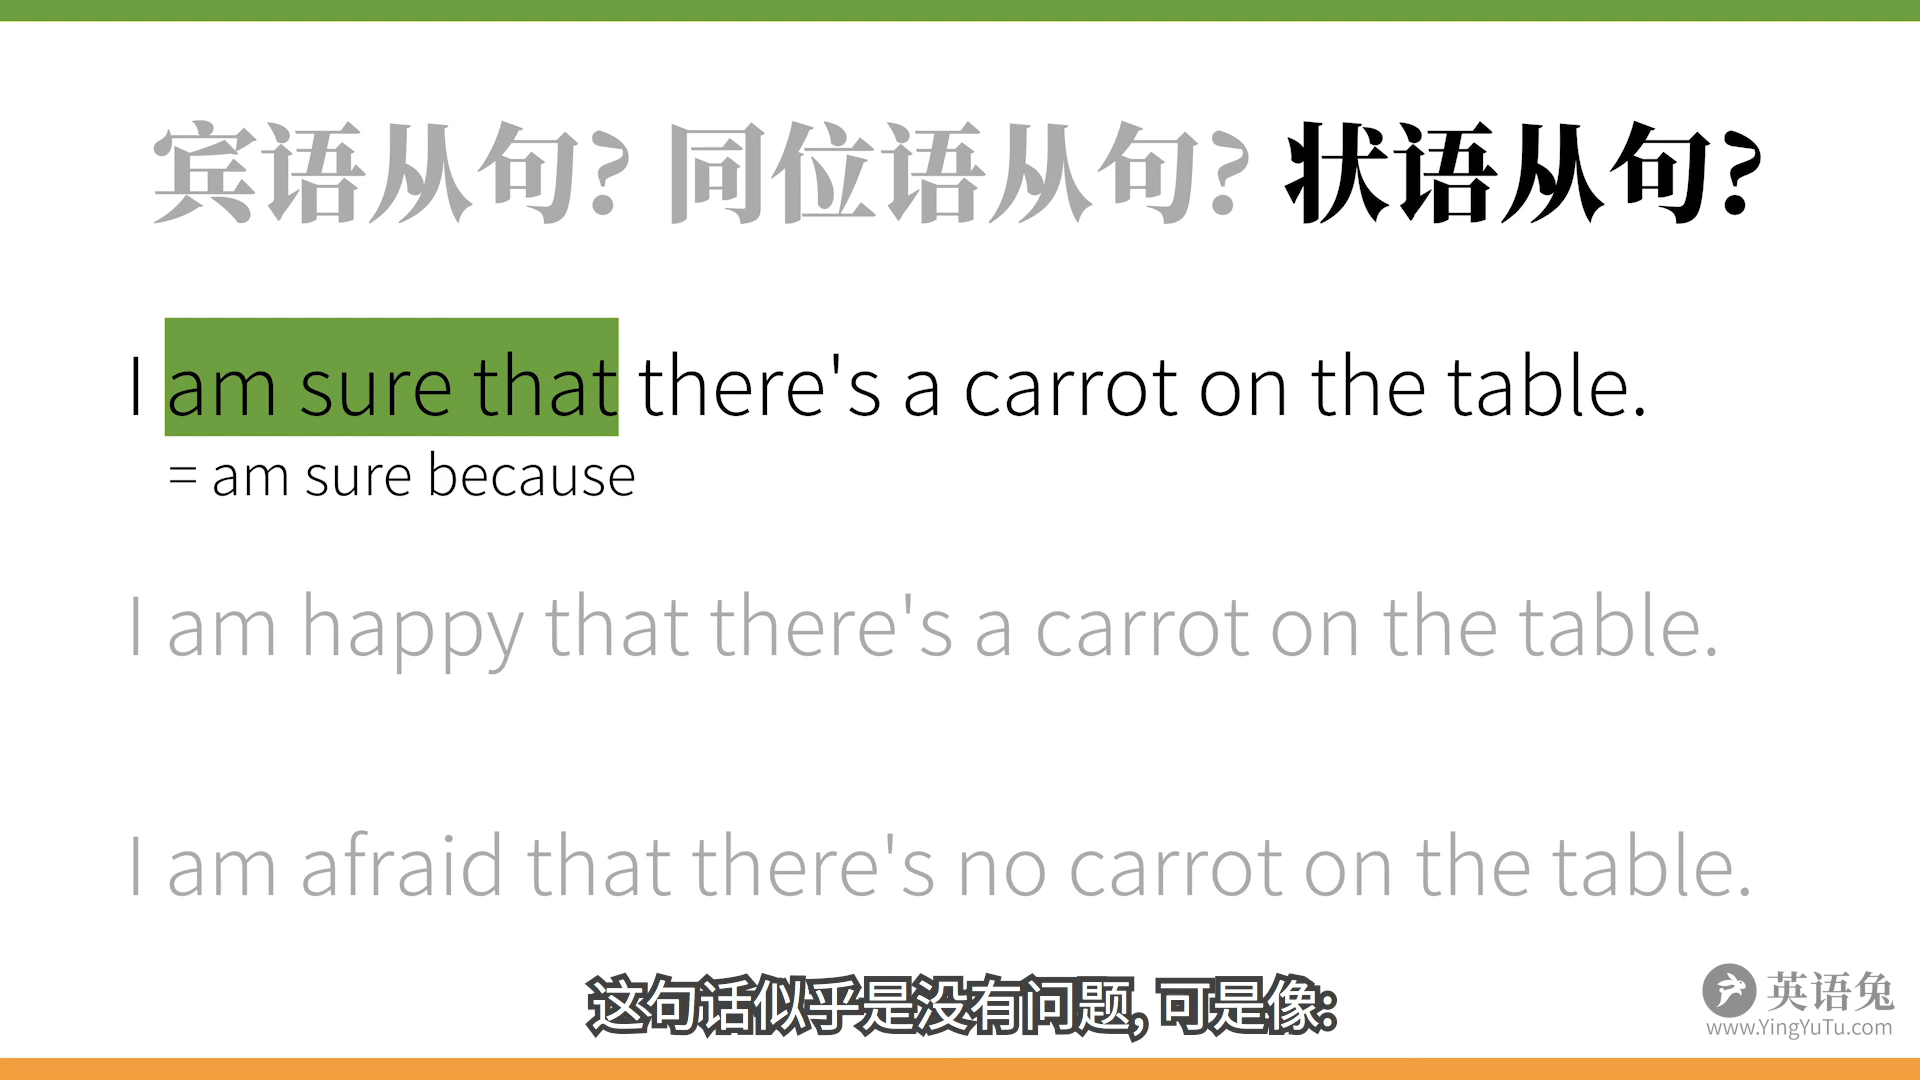 宾语从句? 同位语从句? 状语从句?
I am sure that there's a carrot on the table.
= am sure because
I am happy that there's a carrot on the table.
I am afraid that there's no carrot on the table.
这句话似乎是没有问题, 可是像:
英语兔
www.YingYuTu.com